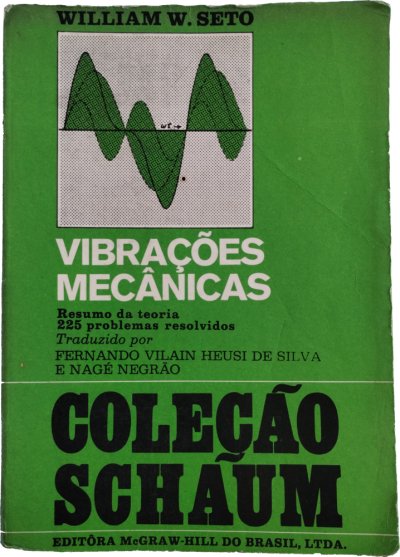 WILLIAM W. SETO
wt →
VIBRAÇÕES
MECÂNICAS
Resumo da teoria
225 problemas resolvidos
Traduzido por
FERNANDO VILAIN HEUSI DE SILVA
E NAGÉ NEGRÃO
COLEÇÃO
SCHAUM
EDITÔRA McGRAW-HILL DO BRASIL, LTDA.